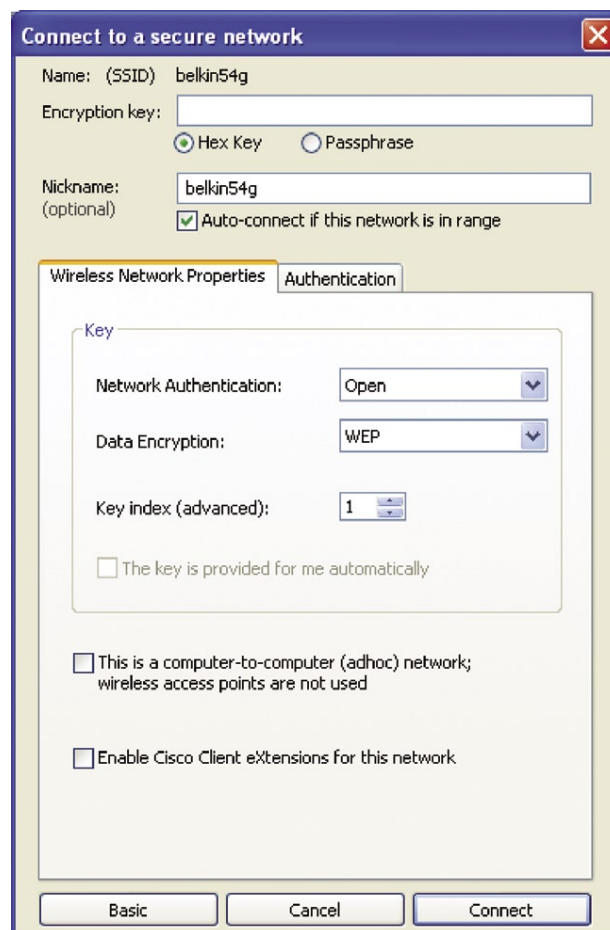 Connect to a secure network
Name: (SSID) belkin54g
Encryption key:
Hex Key Passphrase
Nickname: belkin54g
(optional)
Auto-connect if this network is in range
Wireless Network Properties Authentication
Key
Network Authentication: Open
Data Encryption: WEP
Key index (advanced): 1
The key is provided for me automatically
This is a computer-to-computer (adhoc) network;
wireless access points are not used
Enable Cisco Client eXtensions for this network
Basic Cancel Connect